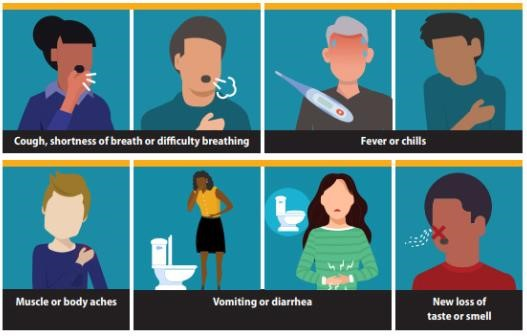 Cough, shortness of breath or difficulty breathing
Fever or chills
Muscle or body aches
Vomiting or diarrhea
New loss of
taste or smell